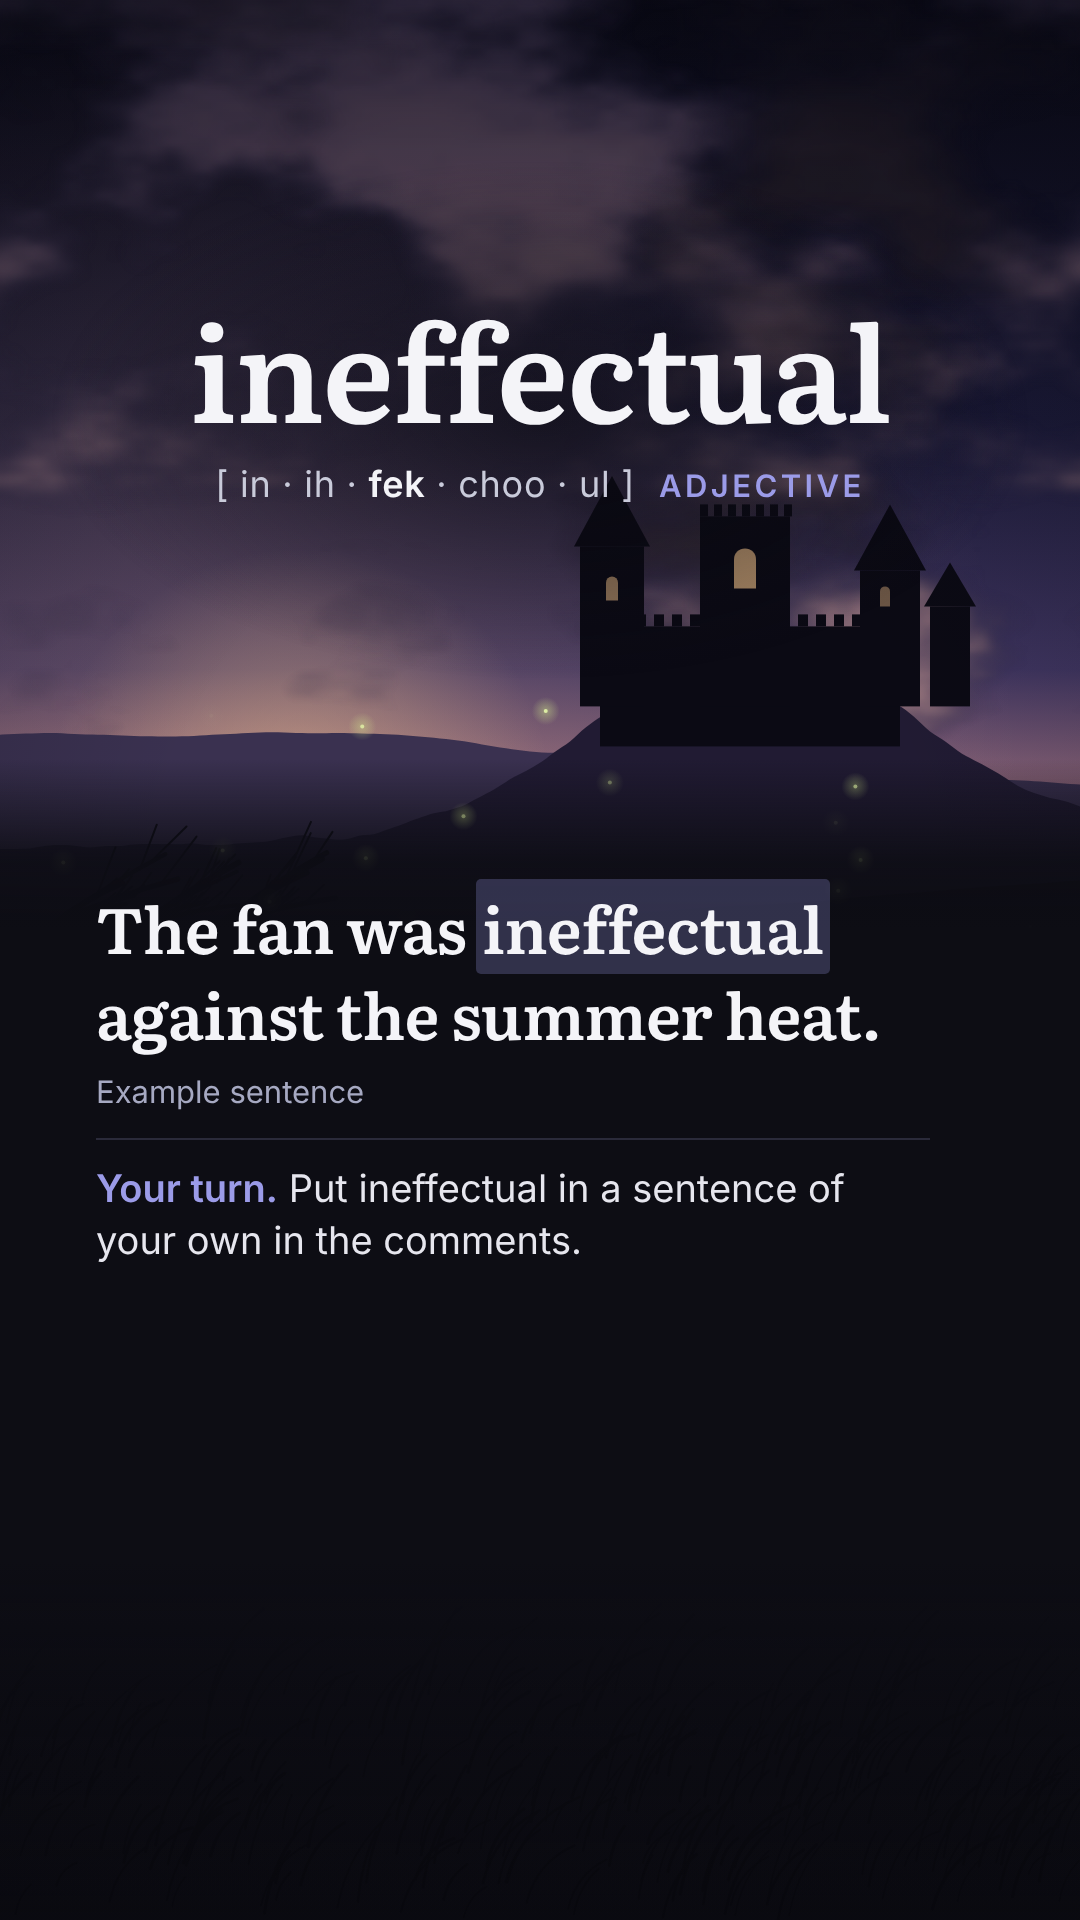 ineffectual
[ in · ih · fek · choo · ul ] ADJECTIVE
The fan was ineffectual
against the summer heat.
Example sentence
Your turn. Put ineffectual in a sentence of
your own in the comments.